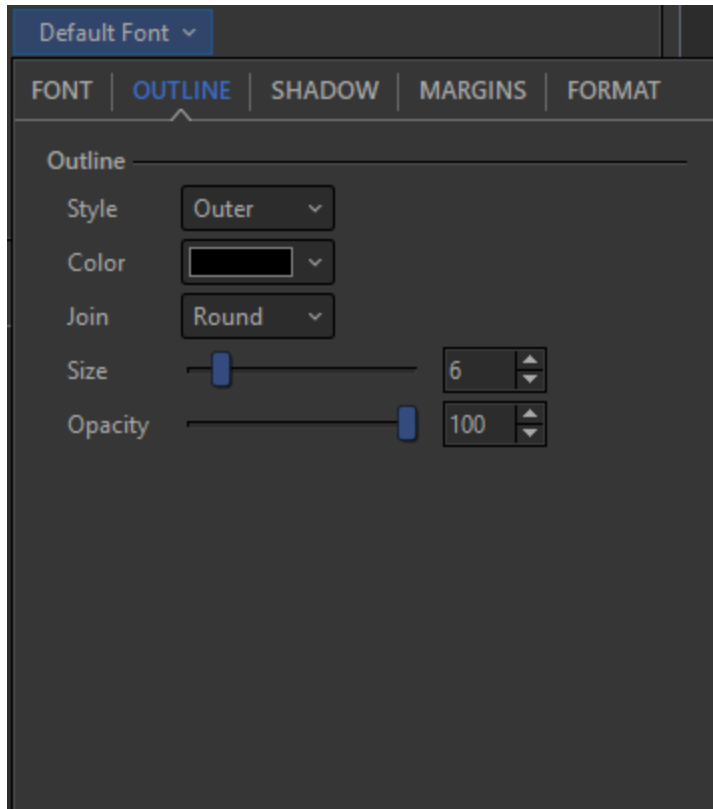 Default Font
FONT OUTLINE SHADOW MARGINS FORMAT
Outline
Style Outer
Color
Join Round
Size 6
Opacity 100